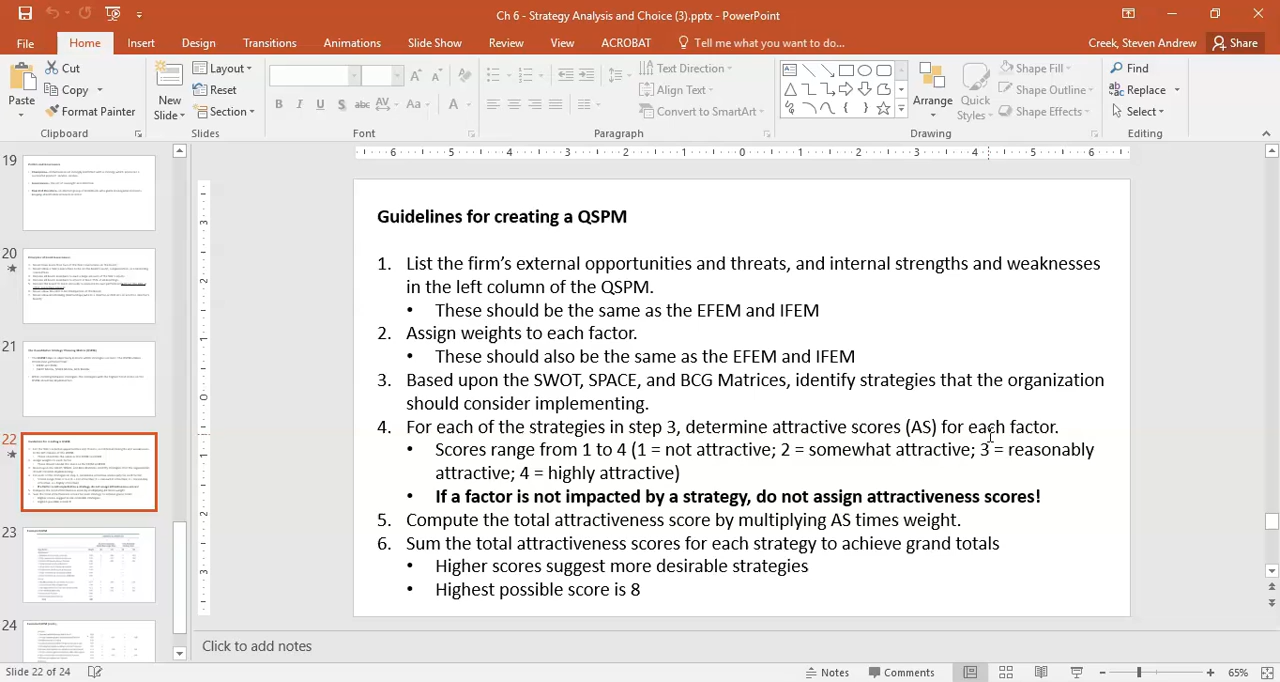 Ch 6 - Strategy Analysis and Choice (3).pptx - PowerPoint
File Home Insert Design Transitions Animations Slide Show Review View ACROBAT Tell me what you want to do... Creek, Steven Andrew Share
Paste
Cut
Copy
Format Painter
Clipboard
New Slide
Layout
Reset
Section
Slides
B I U S abc AV Aa A
Font
Text Direction
Align Text
Convert to SmartArt
Paragraph
Arrange
Quick Styles
Shape Fill
Shape Outline
Shape Effects
Drawing
Find
Replace
Select
Editing
19
20
21
22
23
24
Guidelines for creating a QSPM
1. List the firm's external opportunities and threats, and internal strengths and weaknesses
in the left column of the QSPM.
• These should be the same as the EFEM and IFEM
2. Assign weights to each factor.
• These should also be the same as the EFEM and IFEM
3. Based upon the SWOT, SPACE, and BCG Matrices, identify strategies that the organization
should consider implementing.
4. For each of the strategies in step 3, determine attractive scores (AS) for each factor.
• Scores range from 1 to 4 (1 = not attractive; 2 = somewhat attractive; 3 = reasonably
attractive, 4 = highly attractive)
• If a factor is not impacted by a strategy, do not assign attractiveness scores!
5. Compute the total attractiveness score by multiplying AS times weight.
6. Sum the total attractiveness scores for each strategy to achieve grand totals
• Higher scores suggest more desirable strategies
• Highest possible score is 8
Click to add notes
Slide 22 of 24
Notes
Comments
65%